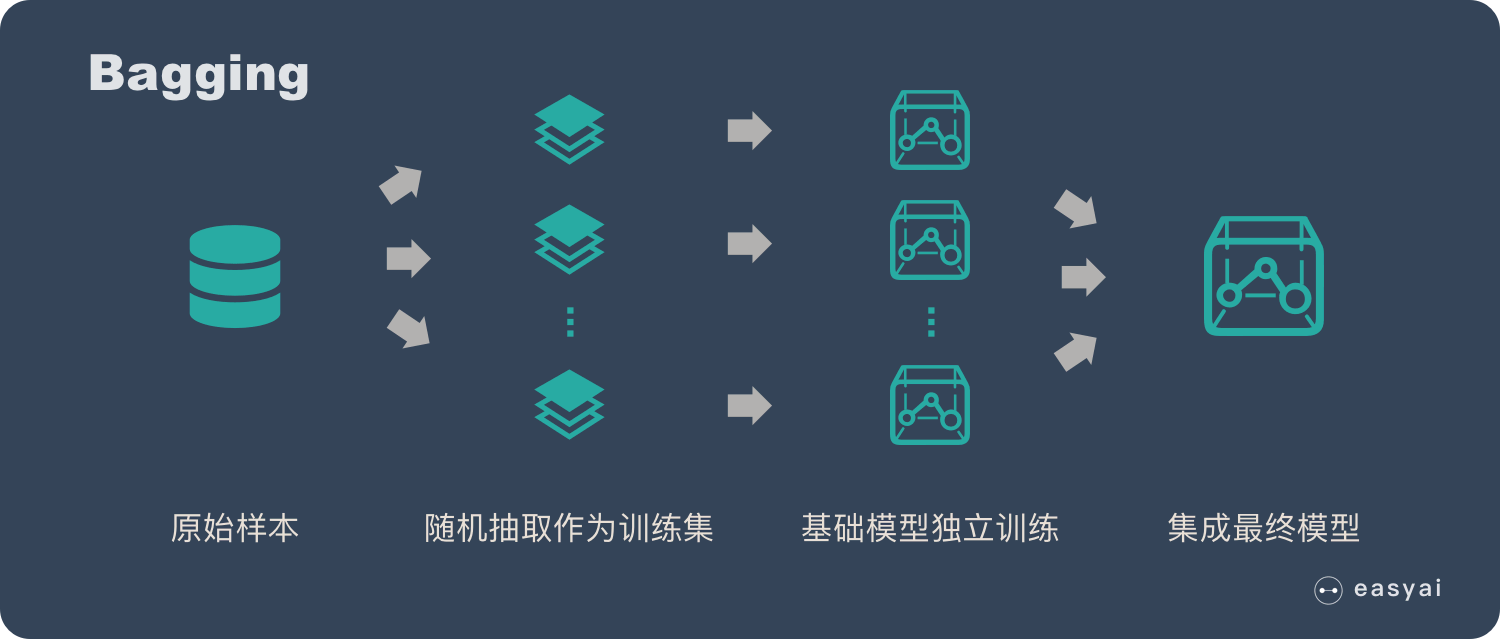 Bagging
原始样本
随机抽取作为训练集
基础模型独立训练
集成最终模型
easyai